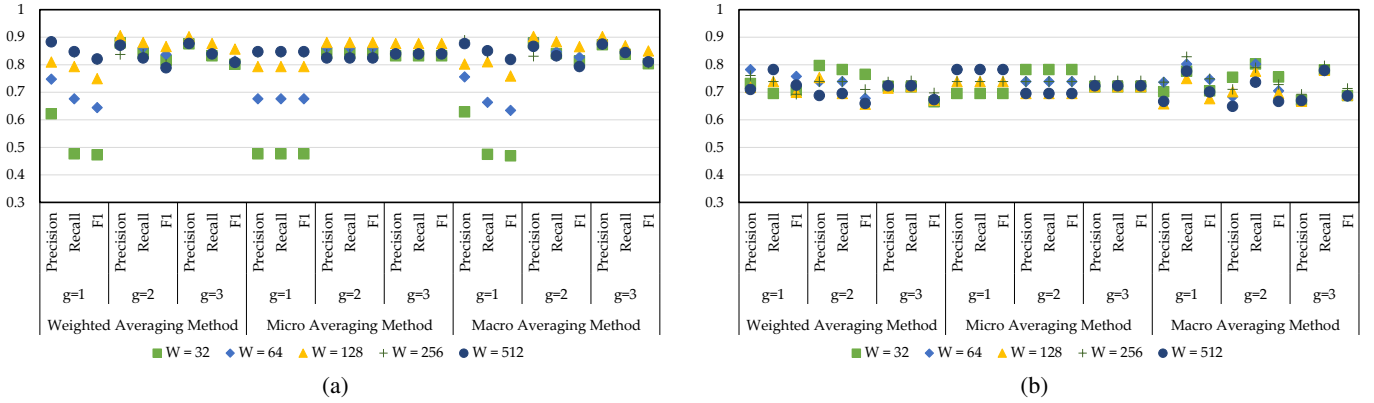 1
0.9
0.8
0.7
0.6
0.5
0.4
0.3
Precision Recall F1 Precision Recall F1 Precision Recall F1 Precision Recall F1 Precision Recall F1 Precision Recall F1 Precision Recall F1 Precision Recall F1 Precision Recall F1
g=1 g=2 g=3 g=1 g=2 g=3 g=1 g=2 g=3
Weighted Averaging Method Micro Averaging Method Macro Averaging Method
W = 32 W = 64 W = 128 W = 256 W = 512
(a)
1
0.9
0.8
0.7
0.6
0.5
0.4
0.3
Precision Recall F1 Precision Recall F1 Precision Recall F1 Precision Recall F1 Precision Recall F1 Precision Recall F1 Precision Recall F1 Precision Recall F1 Precision Recall F1
g=1 g=2 g=3 g=1 g=2 g=3 g=1 g=2 g=3
Weighted Averaging Method Micro Averaging Method Macro Averaging Method
W = 32 W = 64 W = 128 W = 256 W = 512
(b)